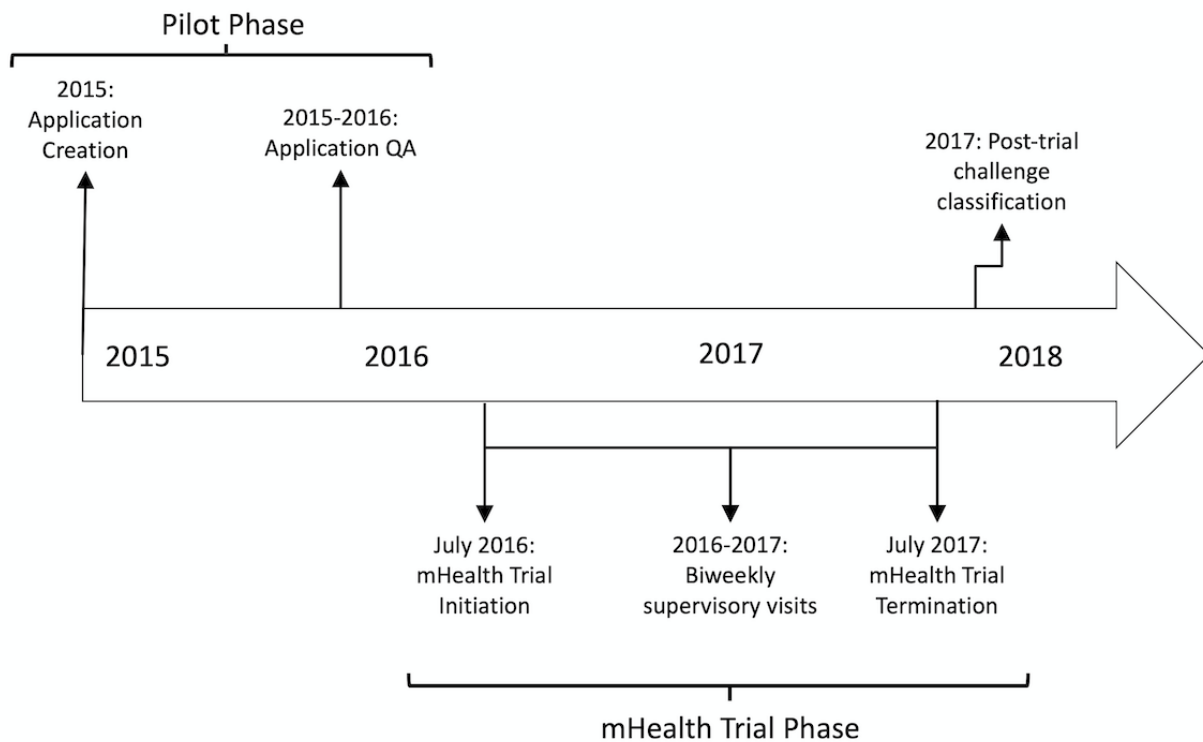 Pilot Phase
2015:
Application
Creation
2015-2016:
Application QA
2017: Post-trial
challenge
classification
2015
2016
2017
2018
July 2016:
mHealth Trial
Initiation
2016-2017:
Biweekly
supervisory visits
July 2017:
mHealth Trial
Termination
mHealth Trial Phase